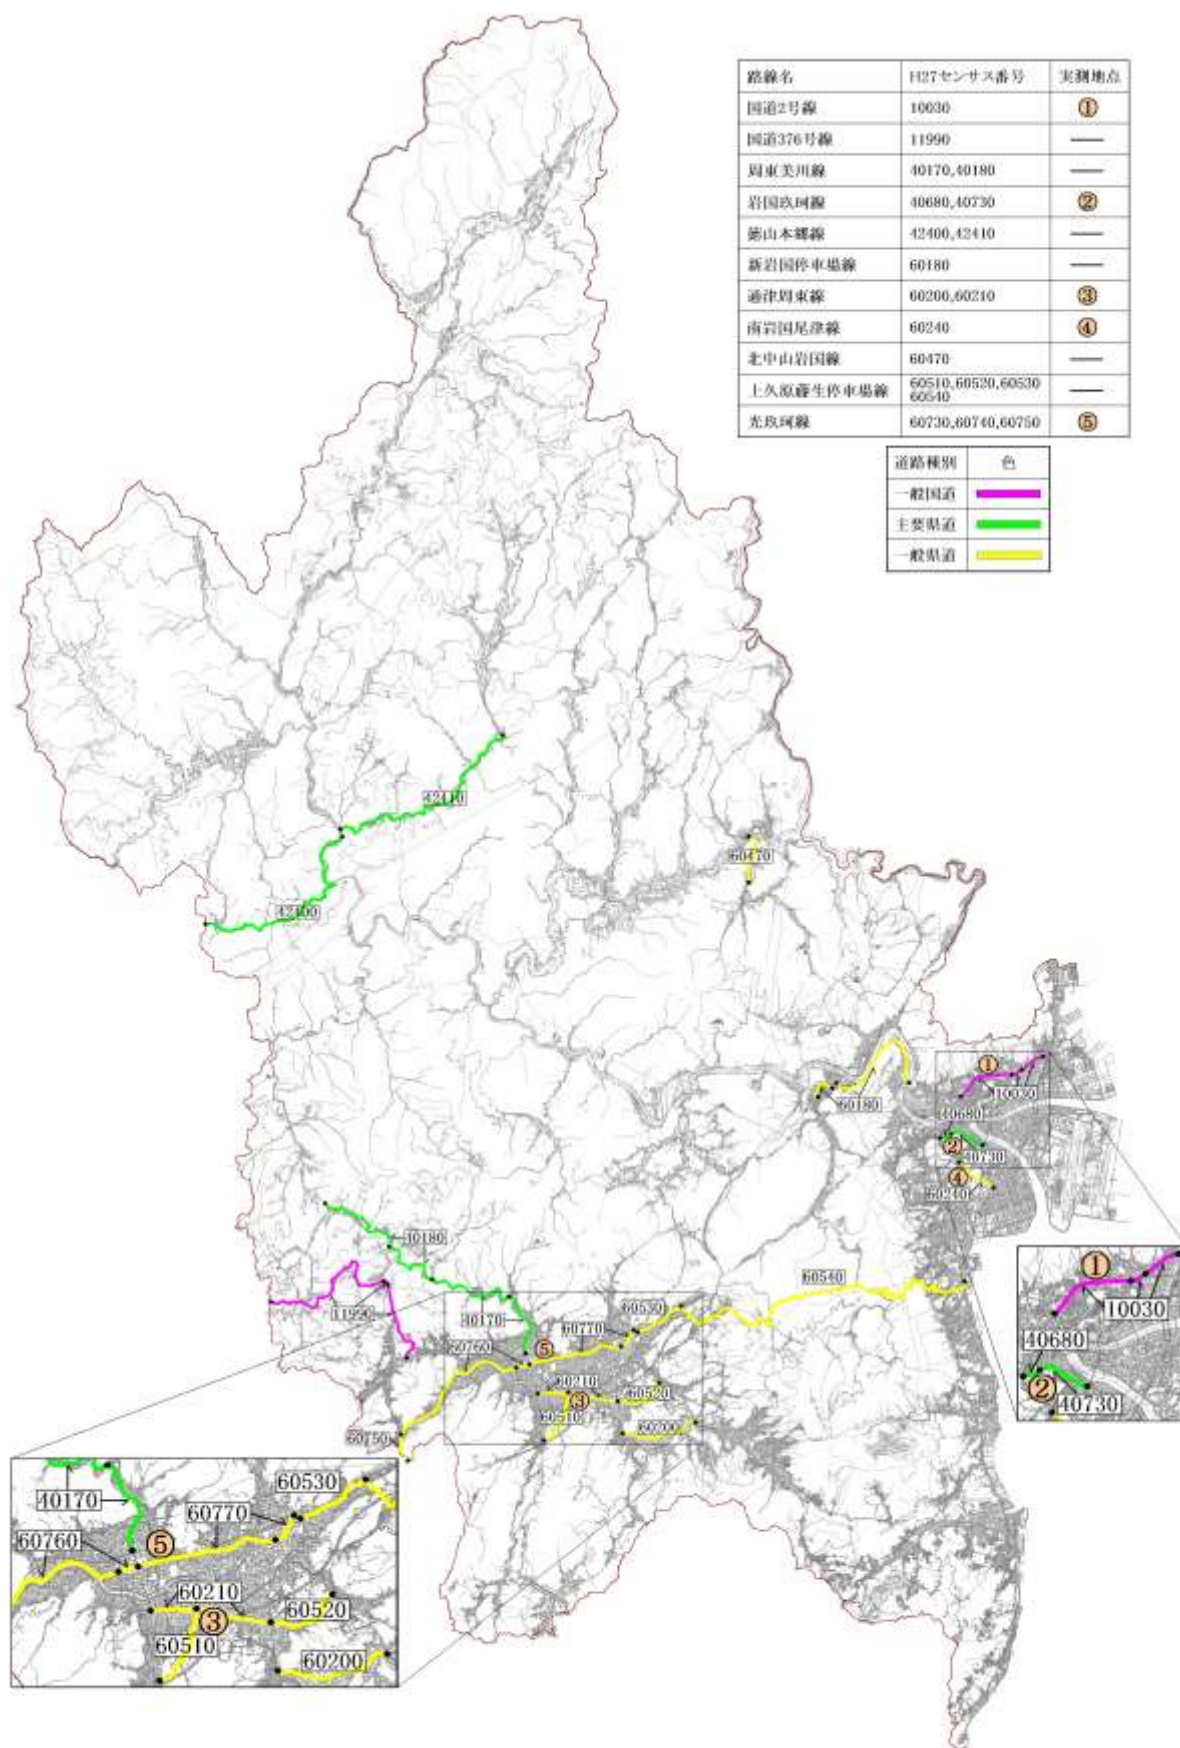 路線名 H27センサス番号 実測地点
国道2号線 10030 ①
国道376号線 11990 ——
周東美川線 40170,40180 ——
岩国玖珂線 40680,40730 ②
徳山本郷線 42400,42410 ——
新岩国停車場線 60180 ——
通津周東線 60200,60210 ③
南岩国尾津線 60240 ④
北中山岩国線 60470 ——
上久原藤生停車場線 60510,60520,60530 ——
60540
光玖珂線 60730,60740,60750 ⑤
道路種別 色
一般国道
主要県道
一般県道
42410
60470
42400
①
10030
60180
40680
②
40730
④
60240
40180
11990
40170
60540
60530
60770
60760
⑤
60210
③
60520
60510
60200
60750
①
10030
40680
②
40730
40170
60530
60770
60760
⑤
60210
③
60520
60510
60200